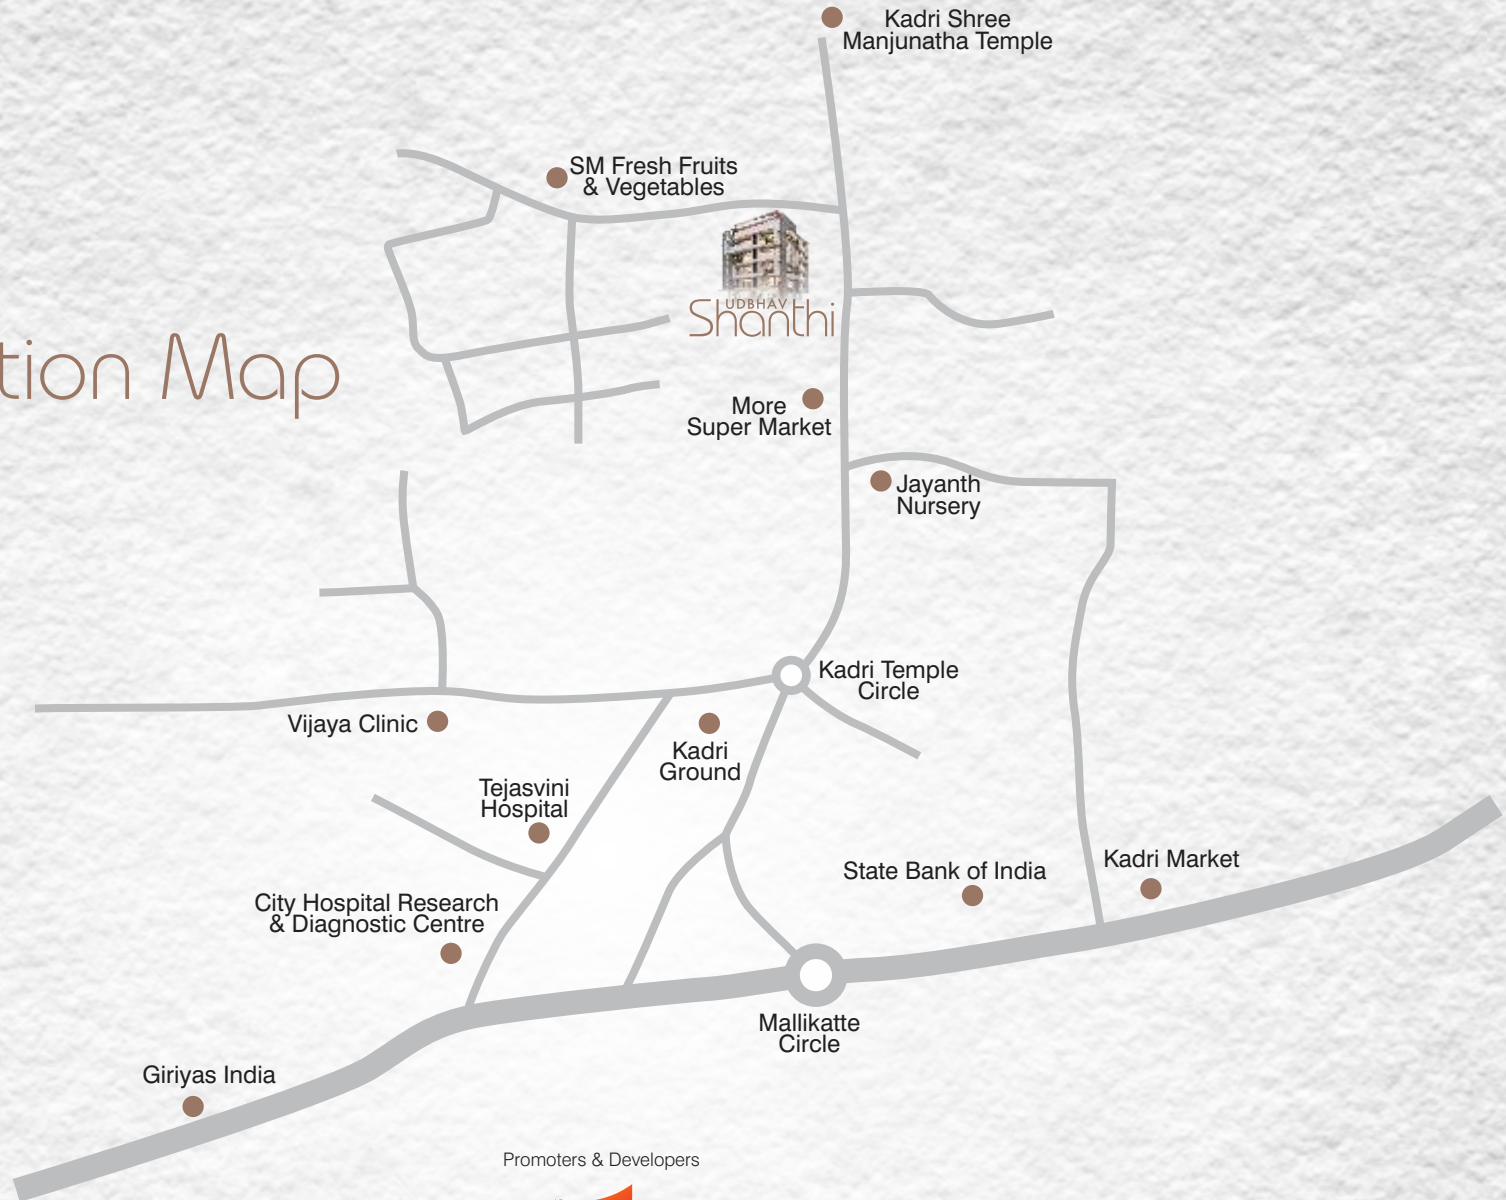 Kadri Shree
Manjunatha Temple
SM Fresh Fruits
& Vegetables
UDBHAV
Shanthi
tion Map
More
Super Market
Jayanth
Nursery
Kadri Temple
Circle
Vijaya Clinic
Kadri
Ground
Tejasvini
Hospital
State Bank of India
Kadri Market
City Hospital Research
& Diagnostic Centre
Mallikatte
Circle
Giriyas India
Promoters & Developers